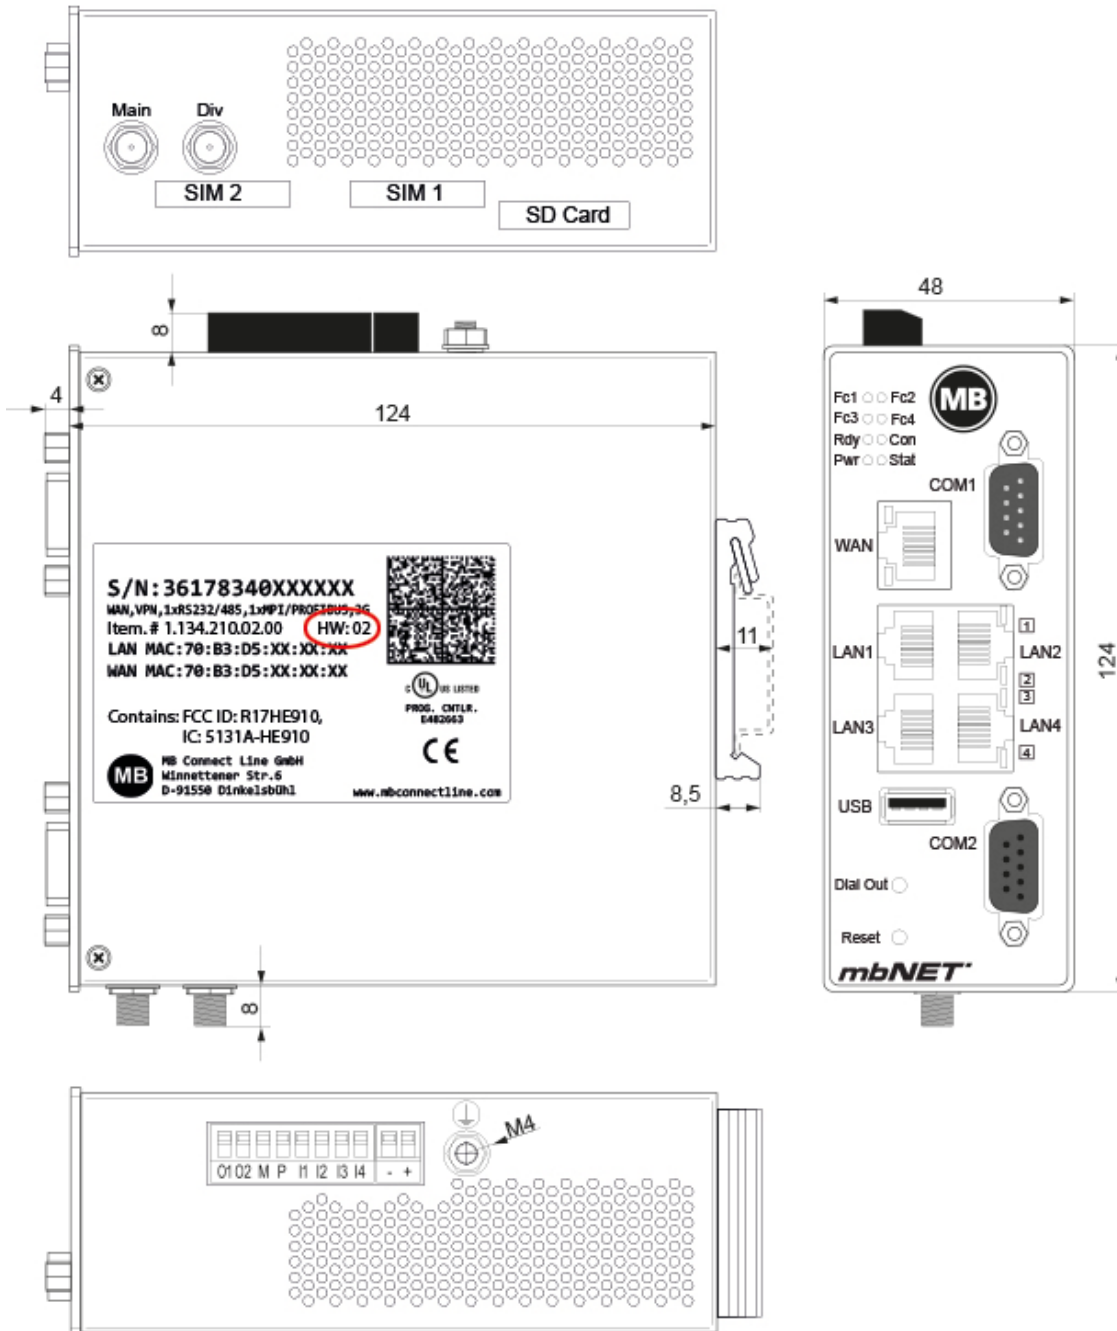 Main Div
SIM 2 SIM 1
SD Card
8
4
124
S/N:36178340XXXXXX
WAN,VPN,1xRS232/485,1xMPI/PROFIBUS,3G
Item.# 1.134.210.02.00 HW: 02
LAN MAC:70:B3:D5:XX:XX:XX
WAN MAC:70:B3:D5:XX:XX:XX
C UL US LISTED
PROG. CNTLR.
E482663
Contains: FCC ID: R17HE910,
IC: 5131A-HE910
CE
MB
MB Connect Line GmbH
Winnettener Str.6
D-91550 Dinkelsbühl
www.mbconnectline.com
11
8,5
8
48
MB
Fc1 Fc2
Fc3 Fc4
Rdy Con
Pwr Stat
COM1
WAN
1
LAN1 LAN2
2
3
LAN3 LAN4
4
124
USB
COM2
Dial Out
Reset
mbNET
M4
O1 O2 M P I1 I2 I3 I4 - +